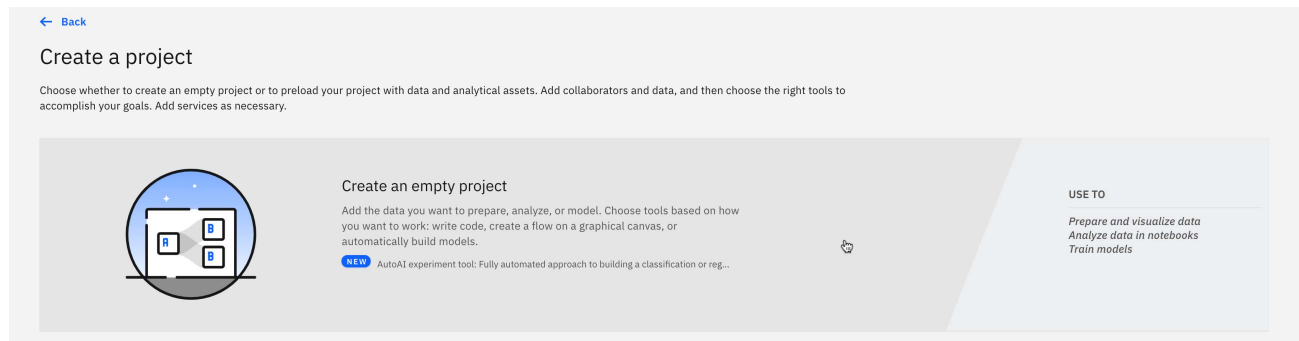 ← Back
Create a project
Choose whether to create an empty project or to preload your project with data and analytical assets. Add collaborators and data, and then choose the right tools to
accomplish your goals. Add services as necessary.
A
B
B
Create an empty project
Add the data you want to prepare, analyze, or model. Choose tools based on how
you want to work: write code, create a flow on a graphical canvas, or
automatically build models.
NEW AutoAI experiment tool: Fully automated approach to building a classification or reg...
USE TO
Prepare and visualize data
Analyze data in notebooks
Train models